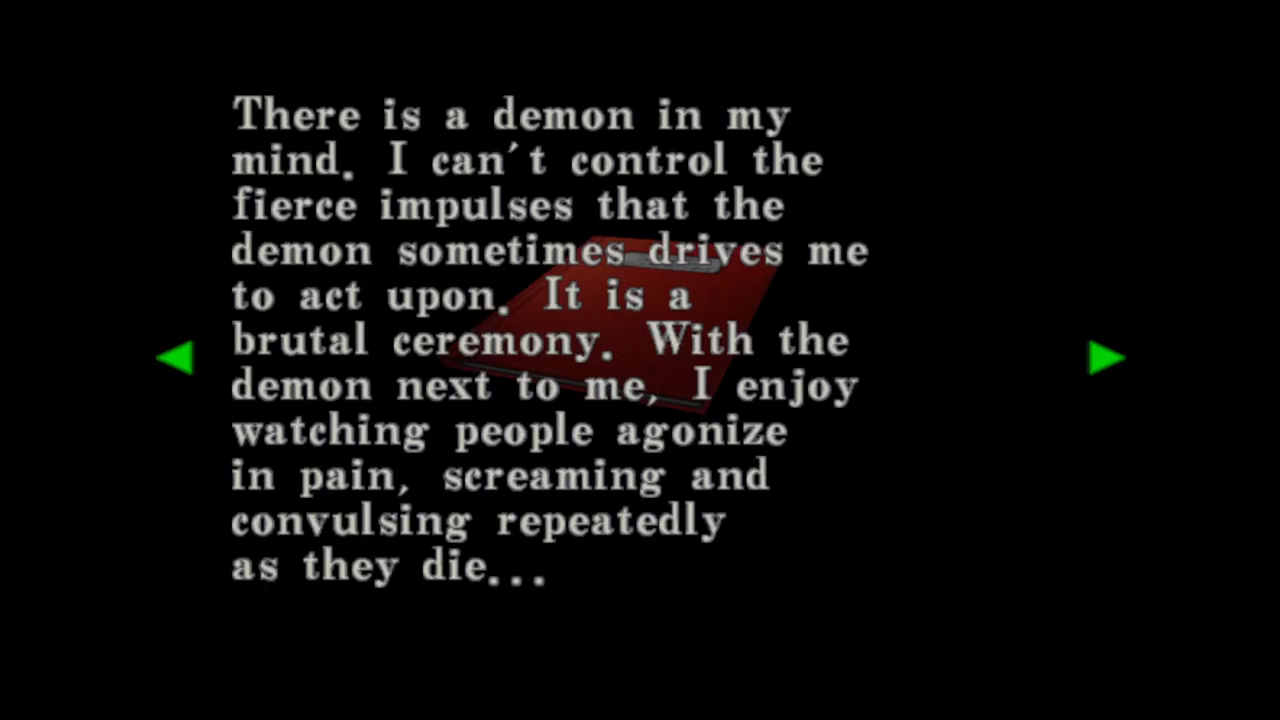 There is a demon in my
mind. I can't control the
fierce impulses that the
demon sometimes drives me
to act upon. It is a
brutal ceremony. With the
demon next to me, I enjoy
watching people agonize
in pain, screaming and
convulsing repeatedly
as they die...